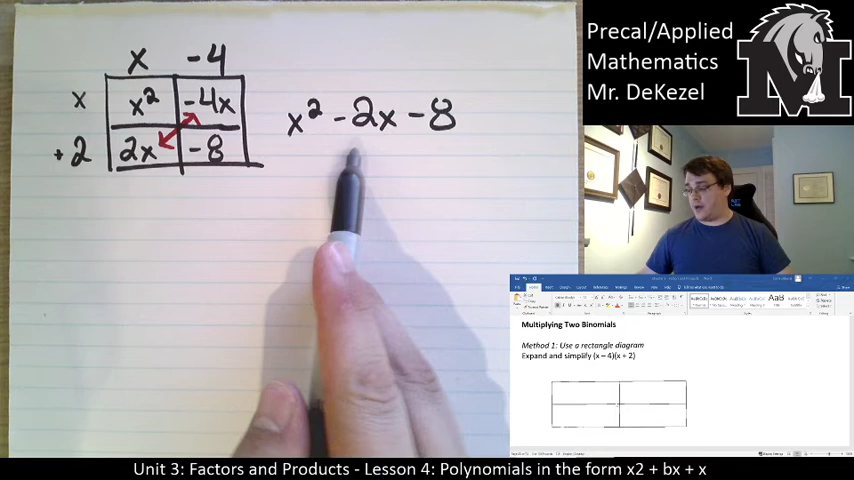 x -4
x x² -4x
+2 2x -8
x² -2x -8
Precal/Applied
Mathematics
Mr. DeKezel
M
Multiplying Two Binomials
Method 1: Use a rectangle diagram
Expand and simplify (x – 4)(x + 2)
Unit 3: Factors and Products - Lesson 4: Polynomials in the form x2 + bx + x